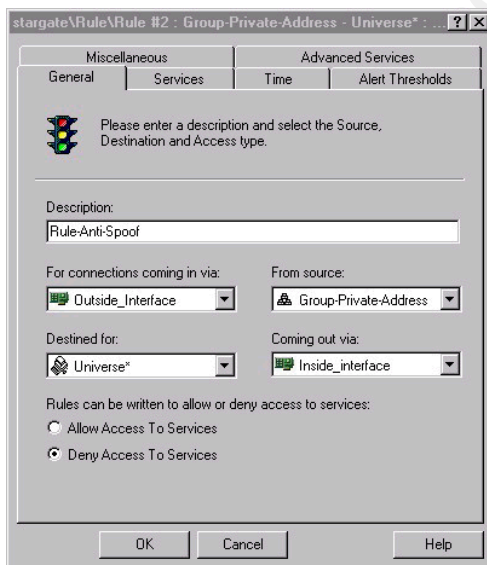 stargate\Rule\Rule #2 : Group-Private-Address - Universe* : ...
Miscellaneous
Advanced Services
General
Services
Time
Alert Thresholds
Please enter a description and select the Source,
Destination and Access type.
Description:
Rule-Anti-Spoof
For connections coming in via:
From source:
Outside_Interface
Group-Private-Address
Destined for:
Coming out via:
Universe*
Inside_interface
Rules can be written to allow or deny access to services:
Allow Access To Services
Deny Access To Services
OK
Cancel
Help